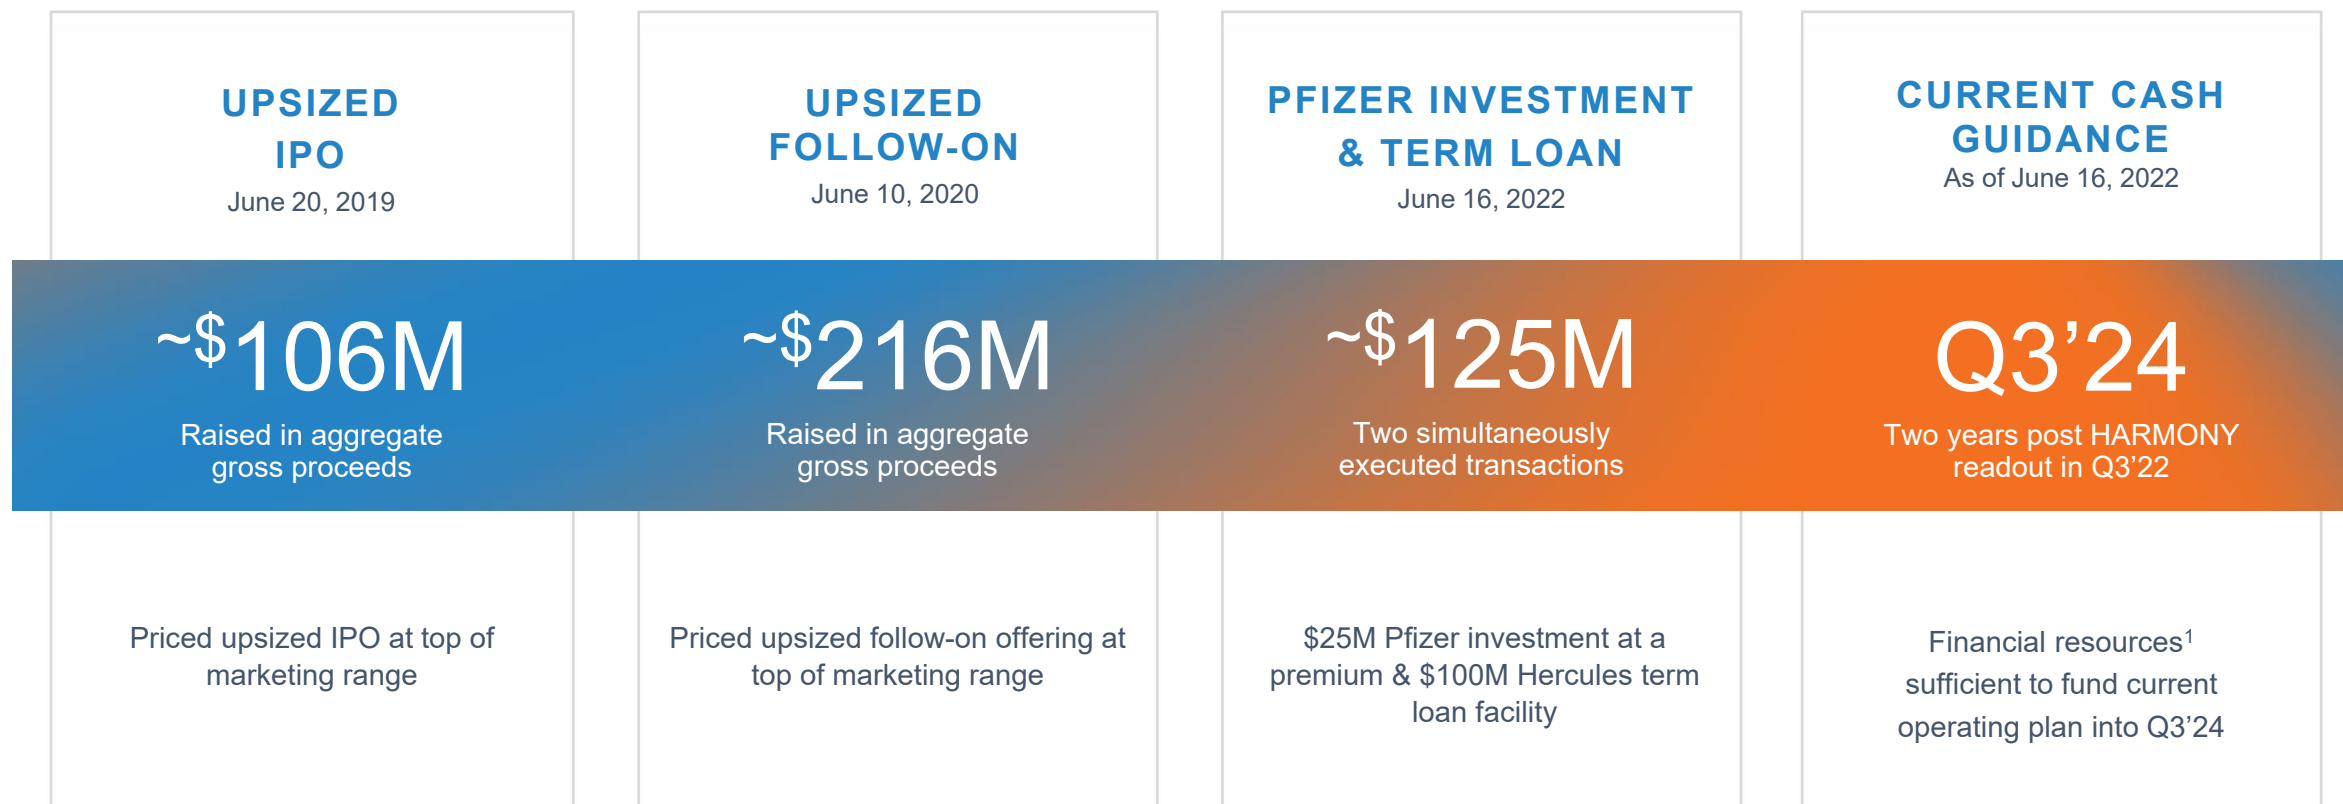 UPSIZED
IPO
June 20, 2019
~$106M
Raised in aggregate
gross proceeds
Priced upsized IPO at top of
marketing range
UPSIZED
FOLLOW-ON
June 10, 2020
~$216M
Raised in aggregate
gross proceeds
Priced upsized follow-on offering at
top of marketing range
PFIZER INVESTMENT
& TERM LOAN
June 16, 2022
~$125M
Two simultaneously
executed transactions
$25M Pfizer investment at a
premium & $100M Hercules term
loan facility
CURRENT CASH
GUIDANCE
As of June 16, 2022
Q3’24
Two years post HARMONY
readout in Q3’22
Financial resources¹
sufficient to fund current
operating plan into Q3’24